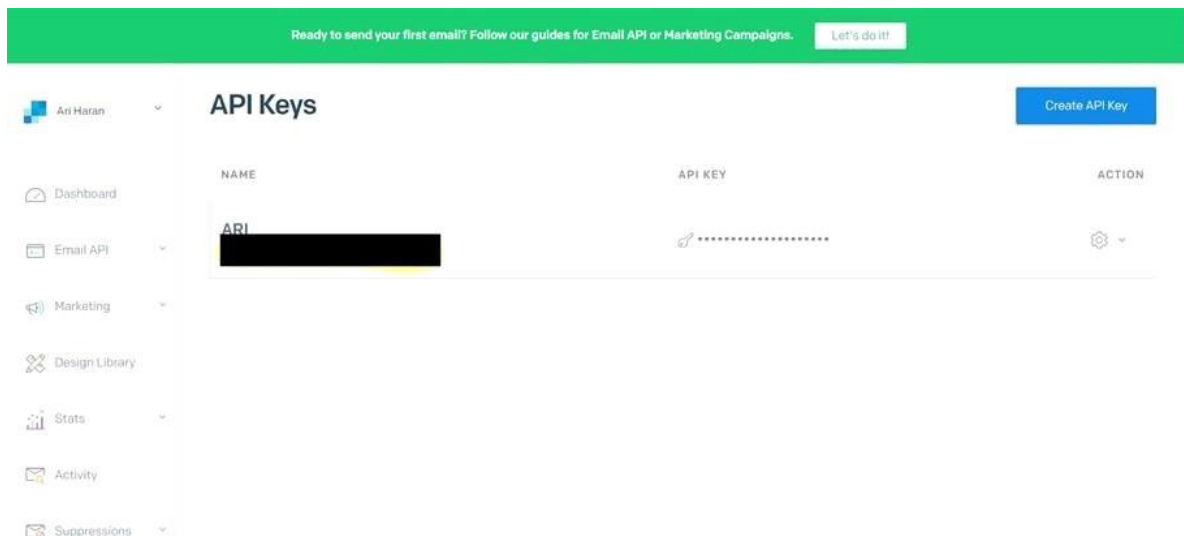 Ready to send your first email? Follow our guides for Email API or Marketing Campaigns. Let's do it!
Ari Haran
API Keys
Create API Key
NAME API KEY ACTION
ARI
Dashboard
Email API
Marketing
Design Library
Stats
Activity
Suppressions